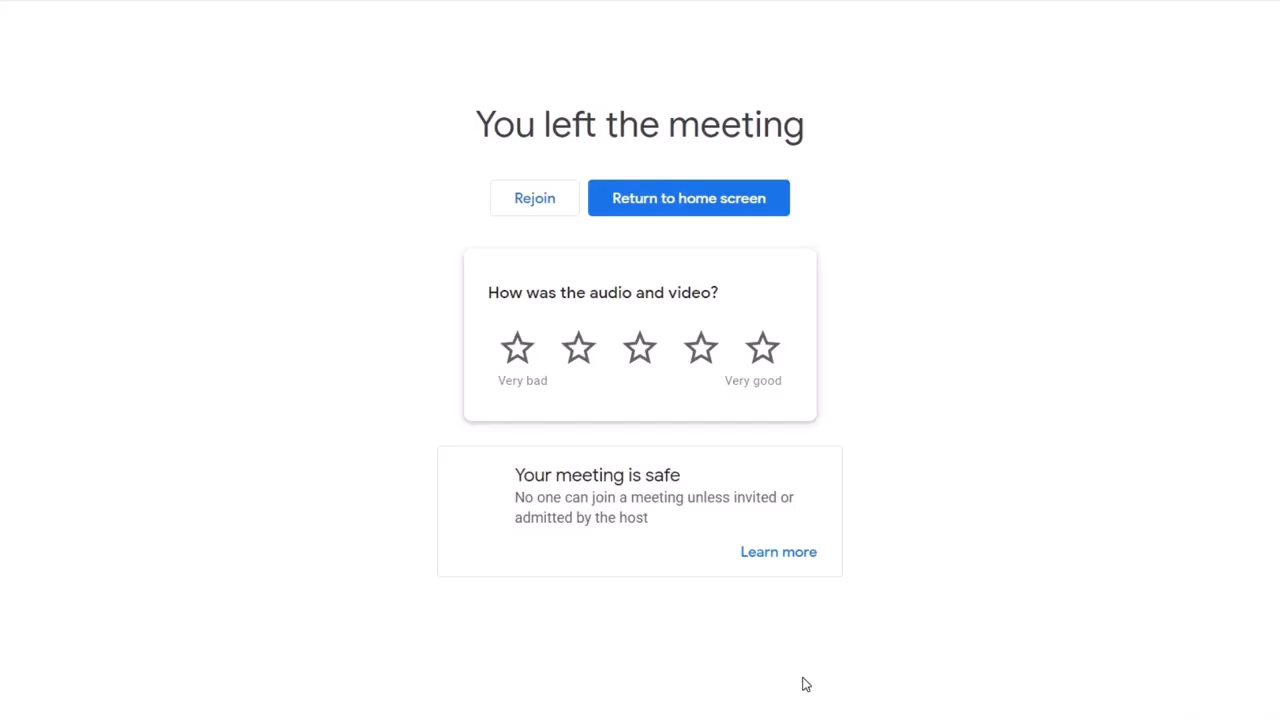 You left the meeting
Rejoin
Return to home screen
How was the audio and video?
Very bad
Very good
Your meeting is safe
No one can join a meeting unless invited or
admitted by the host
Learn more